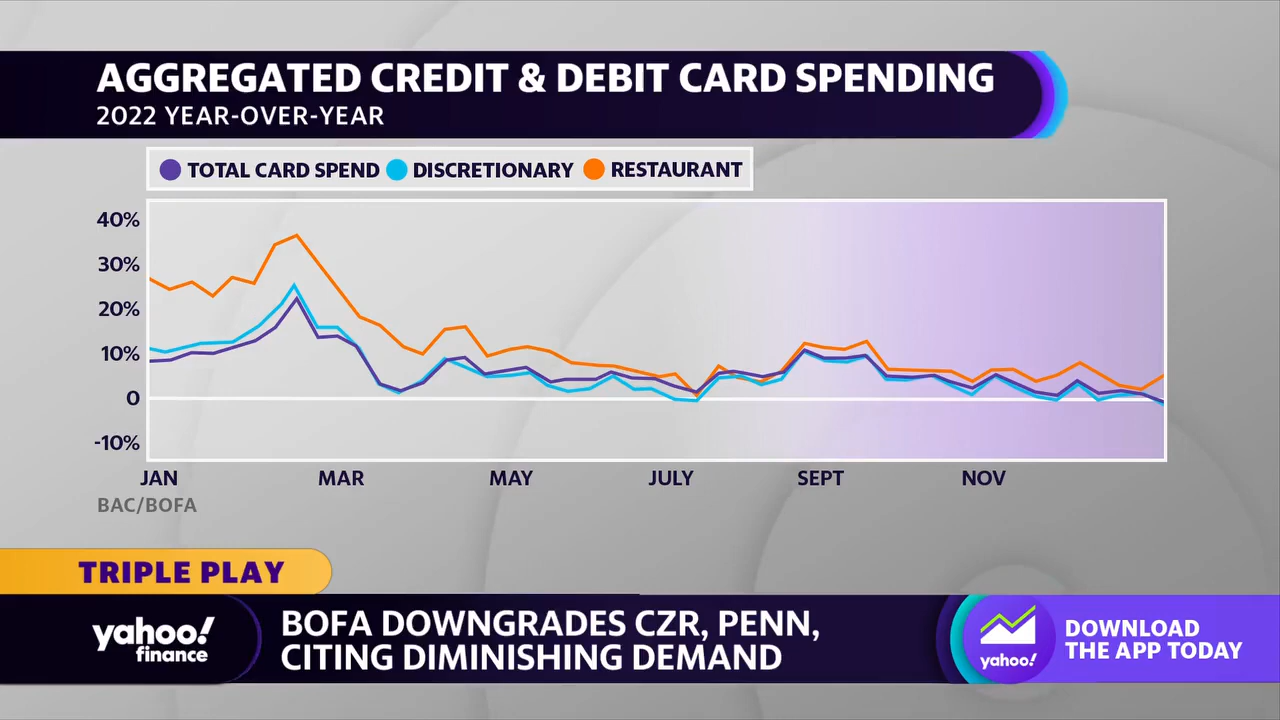 AGGREGATED CREDIT & DEBIT CARD SPENDING
2022 YEAR-OVER-YEAR
TOTAL CARD SPEND DISCRETIONARY RESTAURANT
40%
30%
20%
10%
0
-10%
JAN MAR MAY JULY SEPT NOV
BAC/BOFA
TRIPLE PLAY
yahoo!
finance
BOFA DOWNGRADES CZR, PENN,
CITING DIMINISHING DEMAND
yahoo!
DOWNLOAD
THE APP TODAY